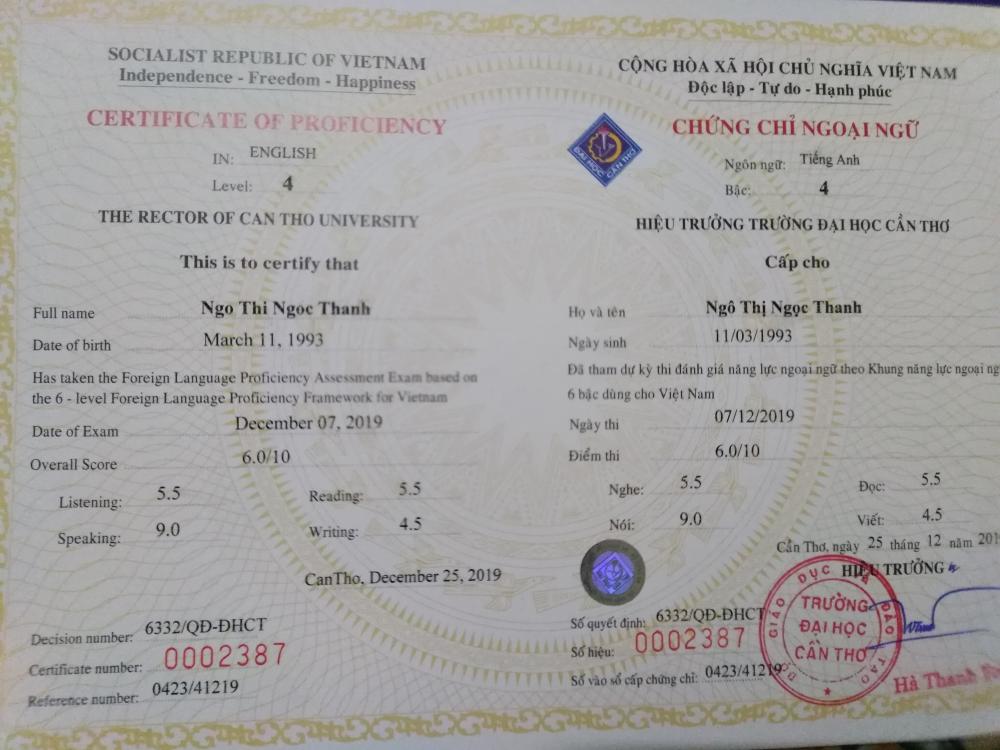 SOCIALIST REPUBLIC OF VIETNAM
Independence - Freedom - Happiness
CERTIFICATE OF PROFICIENCY
IN: ENGLISH
Level: 4
THE RECTOR OF CAN THO UNIVERSITY
This is to certify that
Full name Ngo Thi Ngoc Thanh
Date of birth March 11, 1993
Has taken the Foreign Language Proficiency Assessment Exam based on
the 6 - level Foreign Language Proficiency Framework for Vietnam
Date of Exam December 07, 2019
Overall Score 6.0/10
Listening: 5.5 Reading: 5.5
Speaking: 9.0 Writing: 4.5
CanTho, December 25, 2019
Decision number: 6332/QĐ-ĐHCT
Certificate number: 0002387
Reference number: 0423/41219
CỘNG HÒA XÃ HỘI CHỦ NGHĨA VIỆT NAM
Độc lập - Tự do - Hạnh phúc
ĐẠI HỌC CẦN THƠ
CHỨNG CHỈ NGOẠI NGỮ
Ngôn ngữ: Tiếng Anh
Bậc: 4
HIỆU TRƯỞNG TRƯỜNG ĐẠI HỌC CẦN THƠ
Cấp cho
Họ và tên Ngô Thị Ngọc Thanh
Ngày sinh 11/03/1993
Đã tham dự kỳ thi đánh giá năng lực ngoại ngữ theo Khung năng lực ngoại ng
6 bậc dùng cho Việt Nam
Ngày thi 07/12/2019
Điểm thi 6.0/10
Nghe: 5.5 Đọc: 5.5
Nói: 9.0 Viết: 4.5
Cần Thơ, ngày 25 tháng 12 năm 201
HIỆU TRƯỞNG
Số quyết định: 6332/QĐ-ĐHCT
Số hiệu: 0002387
Số vào sổ cấp chứng chỉ: 0423/41219
BỘ GIÁO DỤC VÀ ĐÀO TẠO
TRƯỜNG
ĐẠI HỌC
CẦN THƠ
Hà Thanh